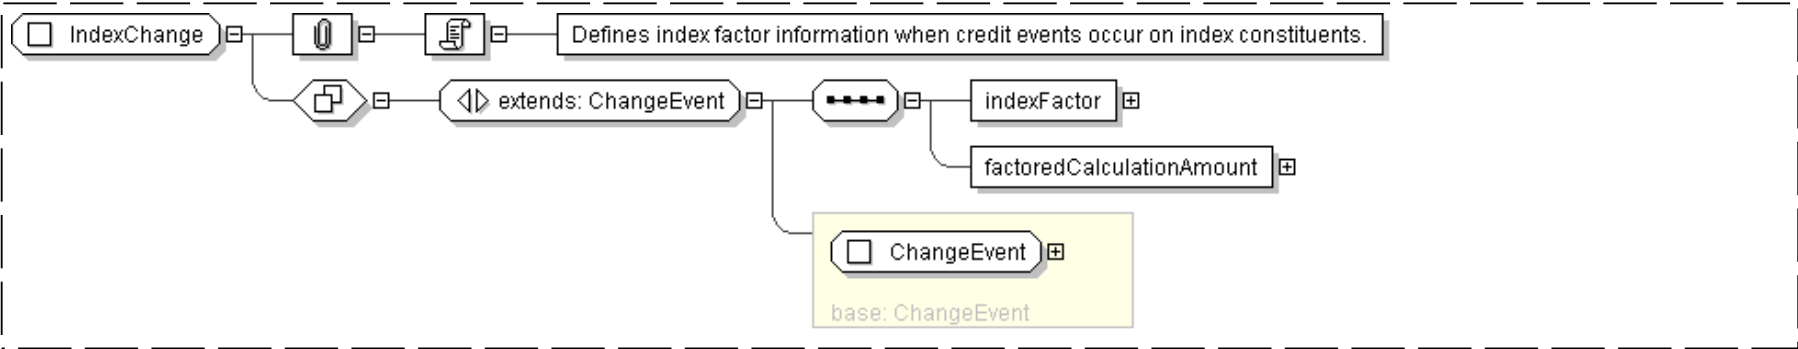 IndexChange
Defines index factor information when credit events occur on index constituents.
extends: ChangeEvent
indexFactor
factoredCalculationAmount
ChangeEvent
base: ChangeEvent